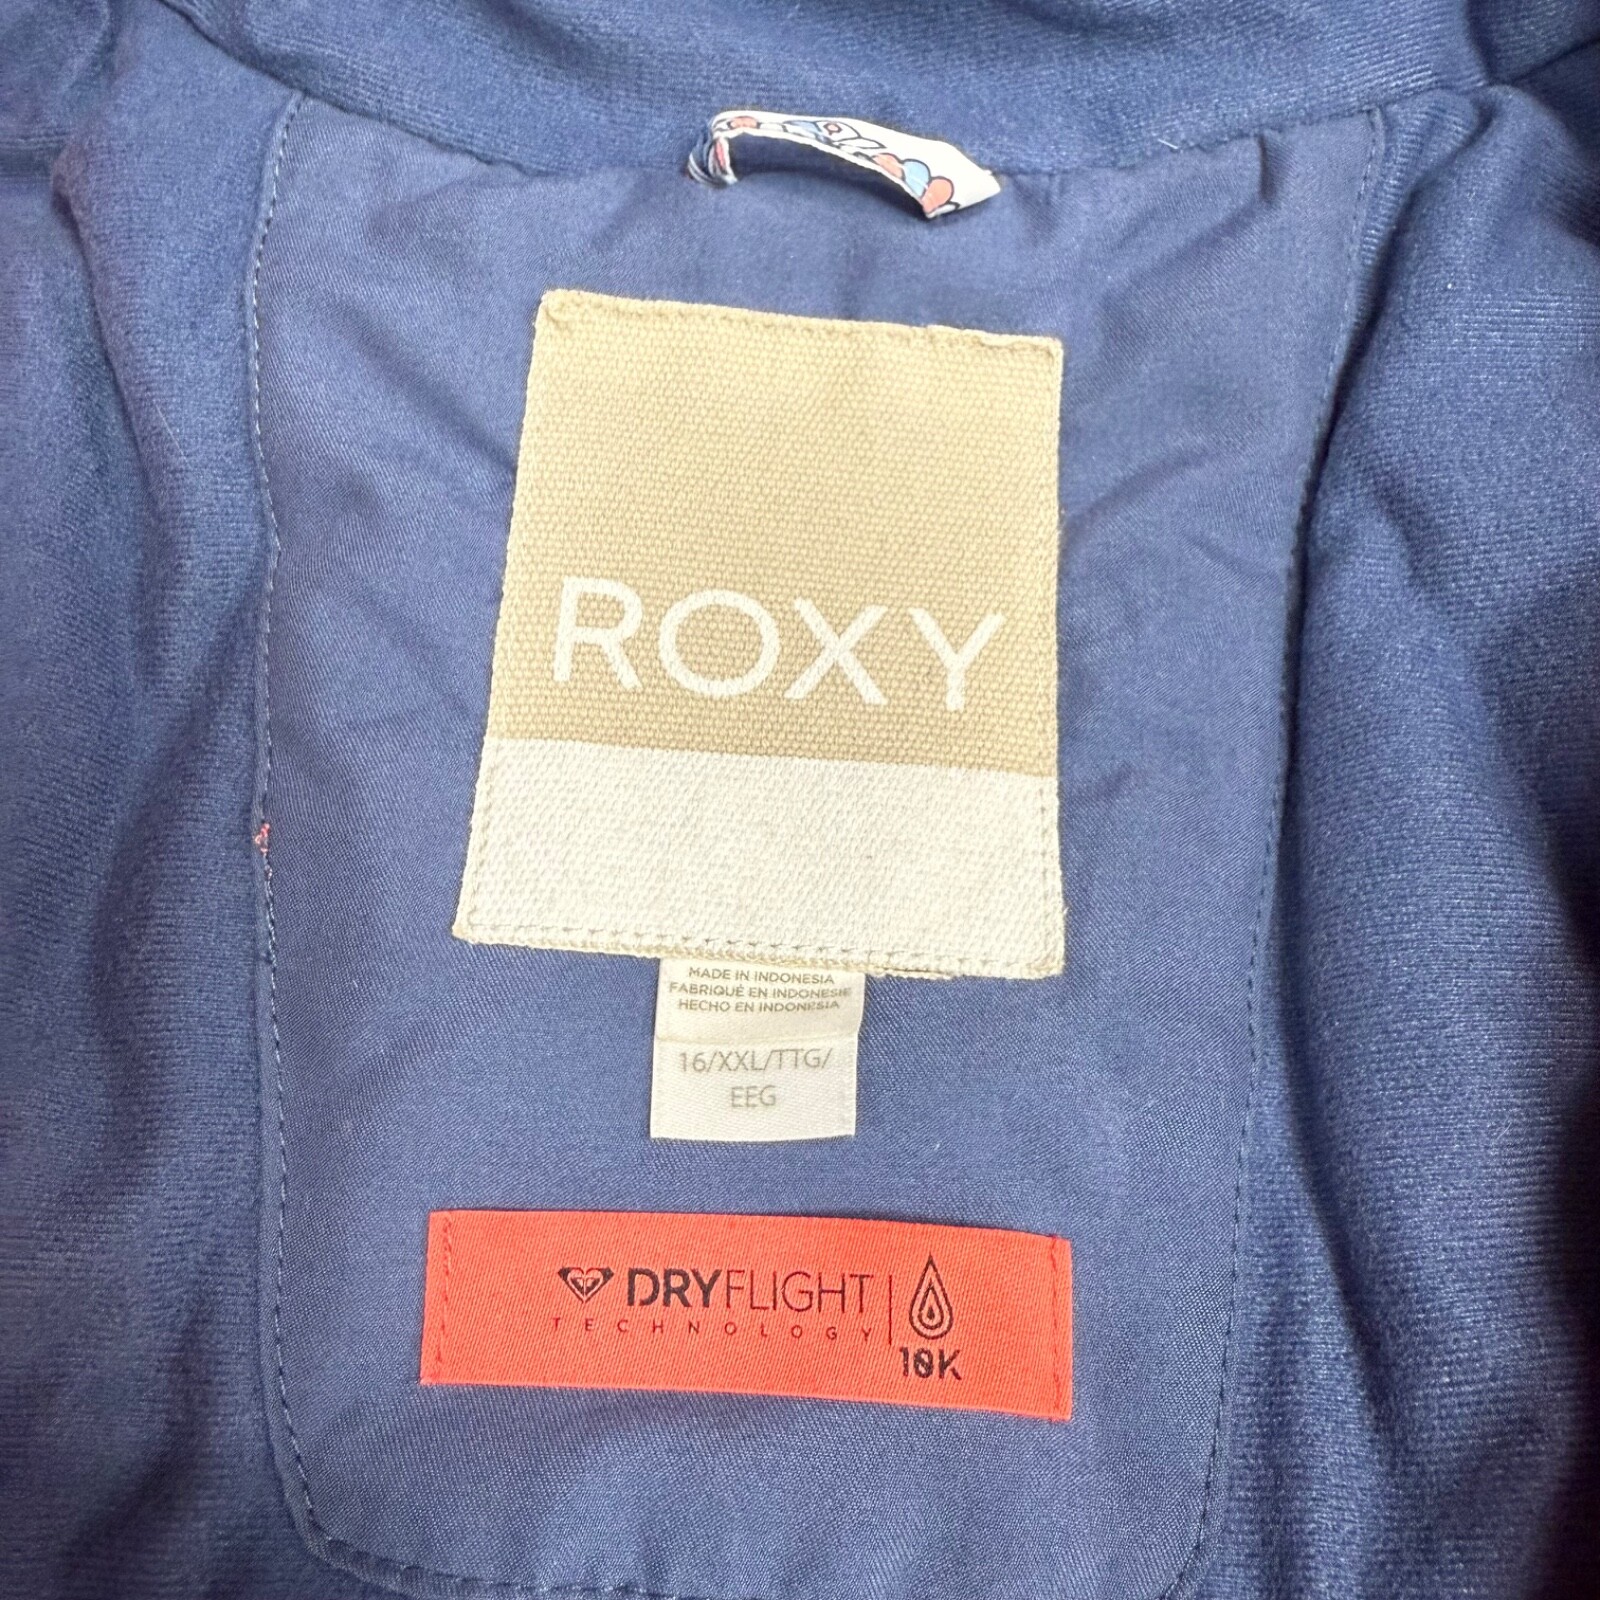 ROXY
MADE IN INDONESIA
FABRIQUÉ EN INDONESIE
HECHO EN INDONESIA
16/XXL/TTG/
EEG
DRYFLIGHT
TECHNOLOGY
10K